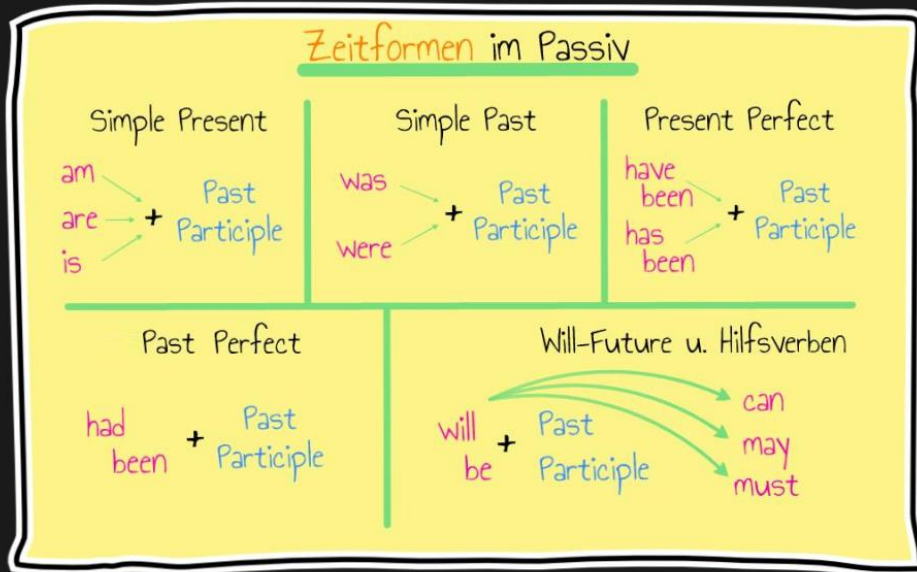 Zeitformen im Passiv
Simple Present
am
are
is
+
Past
Participle
Simple Past
was
were
+
Past
Participle
Present Perfect
have
been
has
been
+
Past
Participle
Past Perfect
had
been
+
Past
Participle
Will-Future u. Hilfsverben
will
be
+
Past
Participle
can
may
must